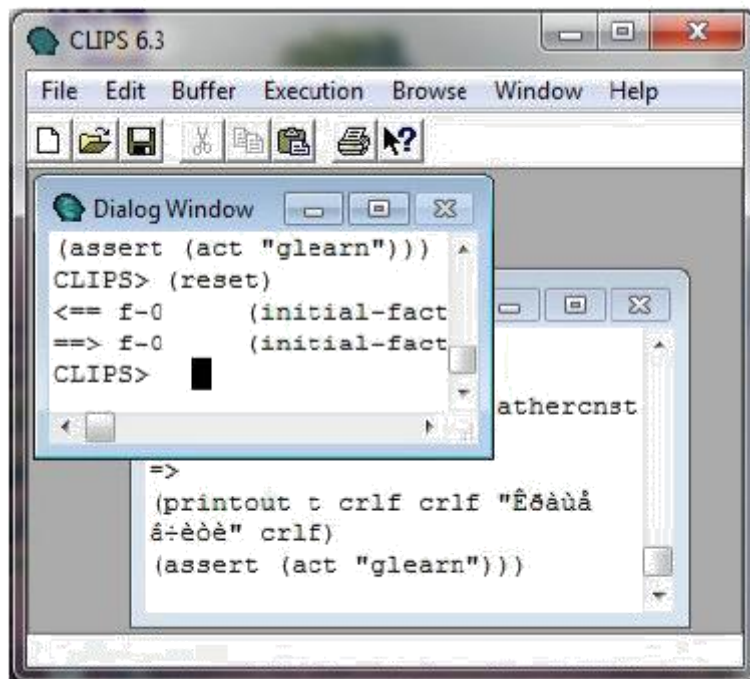 CLIPS 6.3
File Edit Buffer Execution Browse Window Help
Dialog Window
(assert (act "glearn")))
CLIPS> (reset)
<== f-0 (initial-fact
==> f-0 (initial-fact
CLIPS>
athercnst
=>
(printout t crlf crlf "Êðàùå
â÷èòè" crlf)
(assert (act "glearn")))